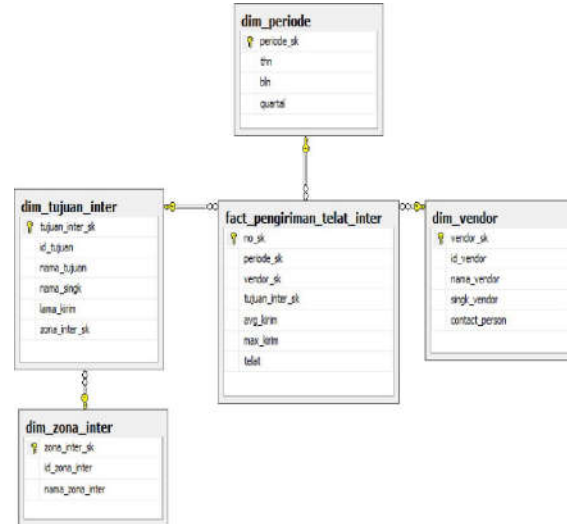 dim_periode
periode_sk
thn
bln
quartal
dim_tujuan_inter
tujuan_inter_sk
id_tujuan
nama_tujuan
nama_singk
lama_kirim
zona_inter_sk
fact_pengiriman_telat_inter
no_sk
periode_sk
vendor_sk
tujuan_inter_sk
avg_kirim
max_kirim
telat
dim_vendor
vendor_sk
id_vendor
nama_vendor
singk_vendor
contact_person
dim_zona_inter
zona_inter_sk
id_zona_inter
nama_zona_inter